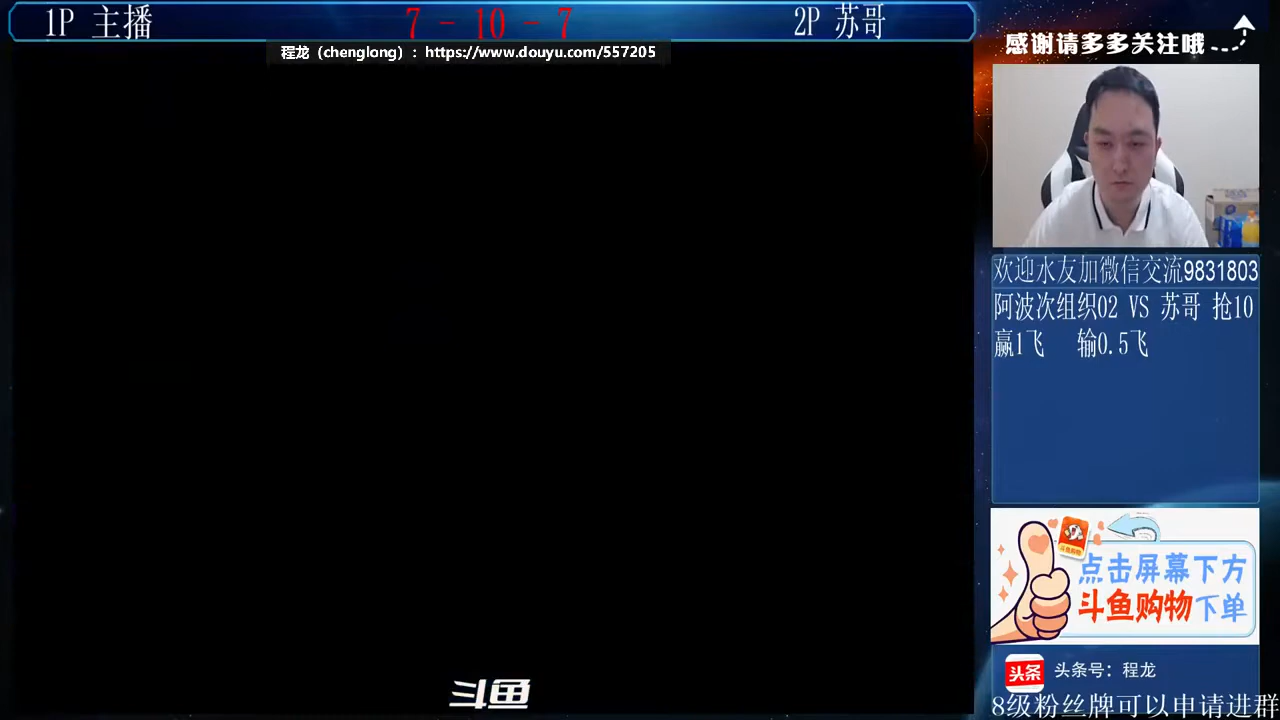 1P 主播
7 - 10 - 7
2P 苏哥
程龙（chenglong）: https://www.douyu.com/557205
感谢请多多关注哦
欢迎水友加微信交流9831803
阿波次组织02 VS 苏哥 抢10
赢1飞 输0.5飞
点击屏幕下方
斗鱼购物下单
斗鱼
头条
头条号：程龙
8级粉丝牌可以申请进群